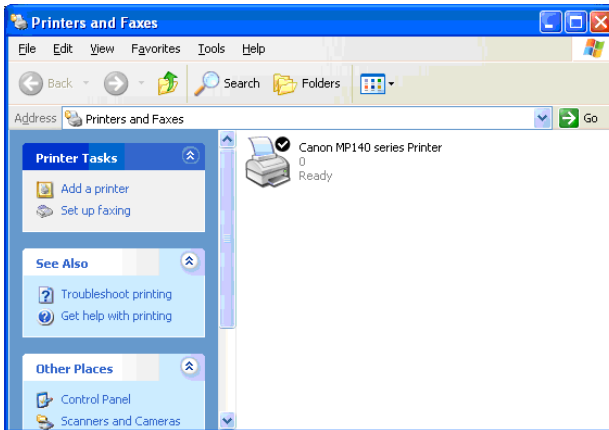 Printers and Faxes
File Edit View Favorites Tools Help
Back Search Folders
Address Printers and Faxes Go
Printer Tasks
Add a printer
Set up faxing
See Also
Troubleshoot printing
Get help with printing
Other Places
Control Panel
Scanners and Cameras
Canon MP140 series Printer
0
Ready